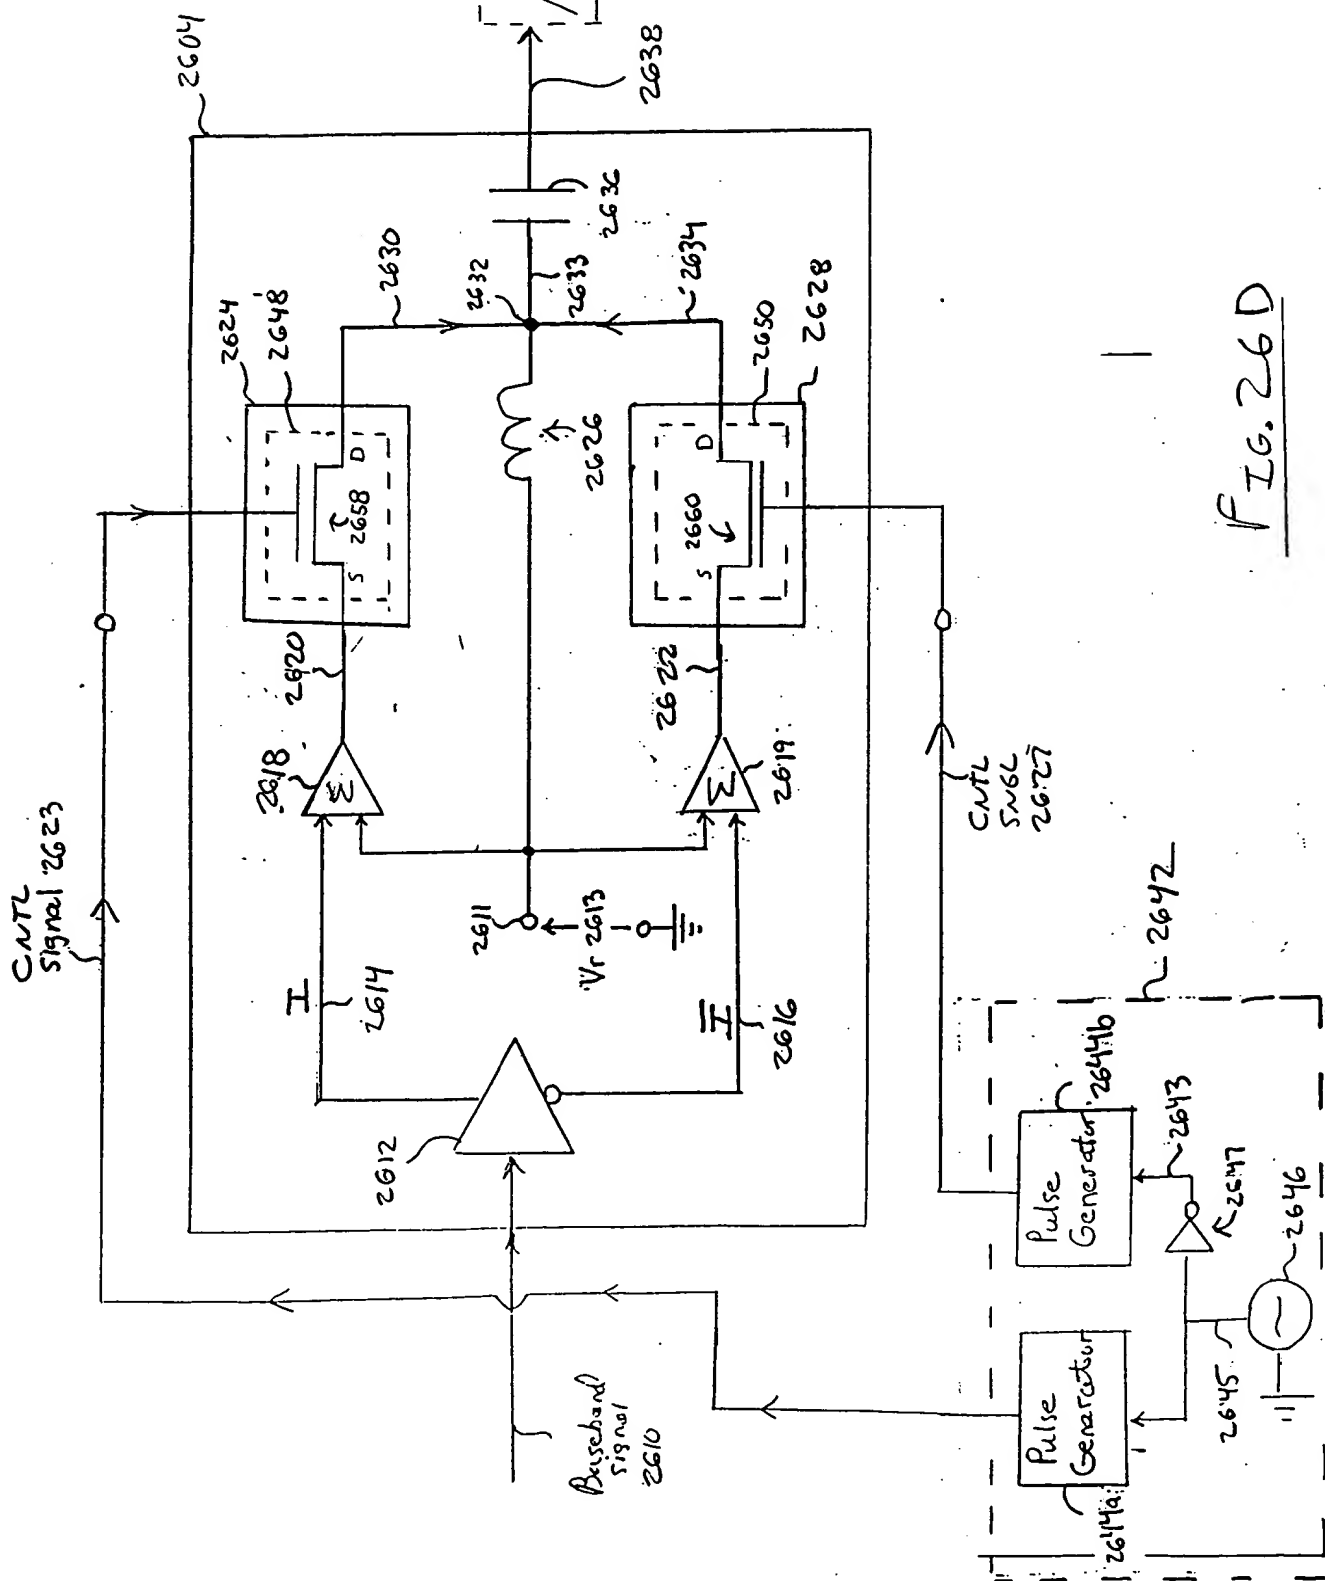 2604
2638
2636
2630
2632
2633
2634
2624
2648
D
2658
S
2626
2650
2628
D
2660
S
2620
2622
2618
Σ
2619
Σ
CNTL
signal 2623
CNTL
SNGL
2627
2611
Vr 2613
I
2614
I̅
2616
2612
Baseband
signal
2610
2642
Pulse
Generator
2644b
2643
2647
2646
Pulse
Generator
2644a
2645
FIG. 26D